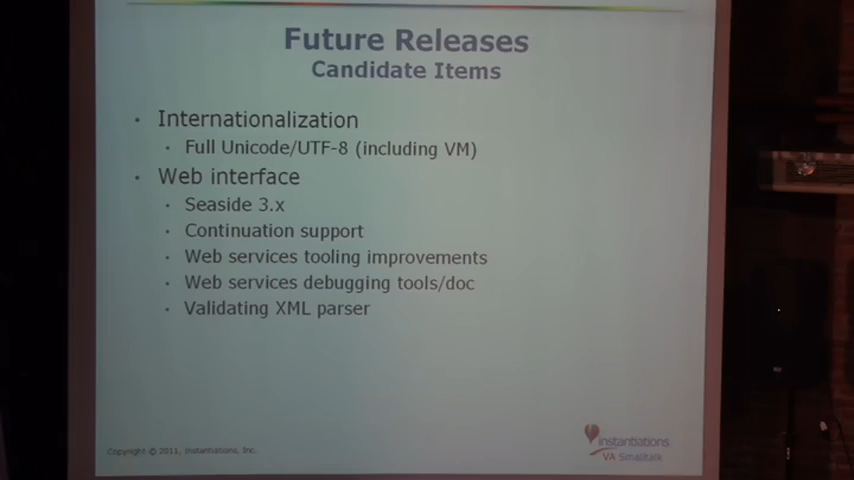 Future Releases
Candidate Items
• Internationalization
• Full Unicode/UTF-8 (including VM)
• Web interface
• Seaside 3.x
• Continuation support
• Web services tooling improvements
• Web services debugging tools/doc
• Validating XML parser
Copyright © 2011, Instantiations, Inc.
instantiations
VA Smalltalk